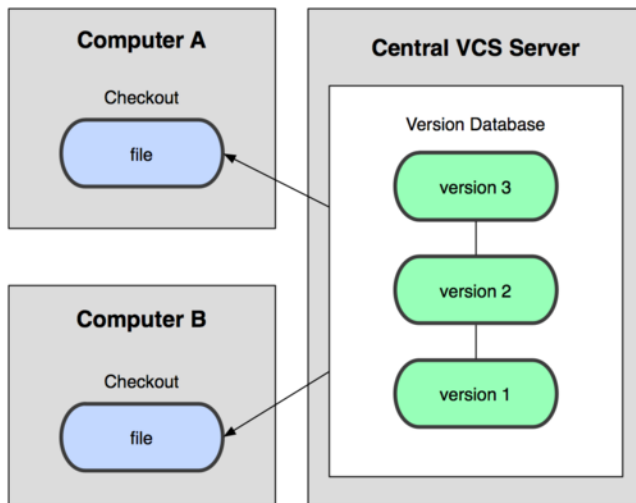 Computer A
Checkout
file
Computer B
Checkout
file
Central VCS Server
Version Database
version 3
version 2
version 1